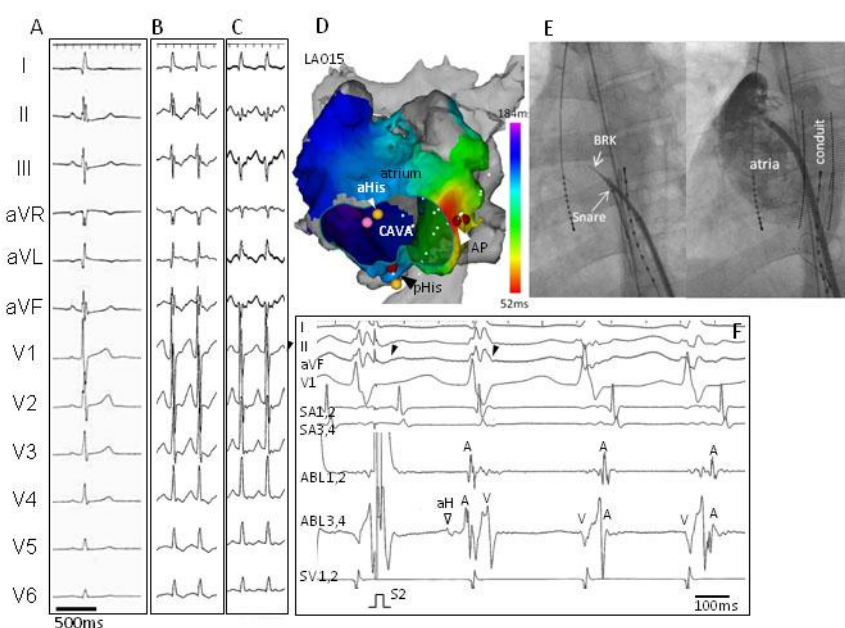 A
B
C
I
II
III
aVR
aVL
aVF
V1
V2
V3
V4
V5
V6
500ms
D
LAO15
184ms
atrium
aHis
CAVA
AP
pHis
52ms
E
BRK
Snare
atria
conduit
F
I
II
aVF
V1
SA1,2
SA3,4
A A A
ABL1,2
aH A V V A V A
ABL3,4
SV1,2
S2
100ms